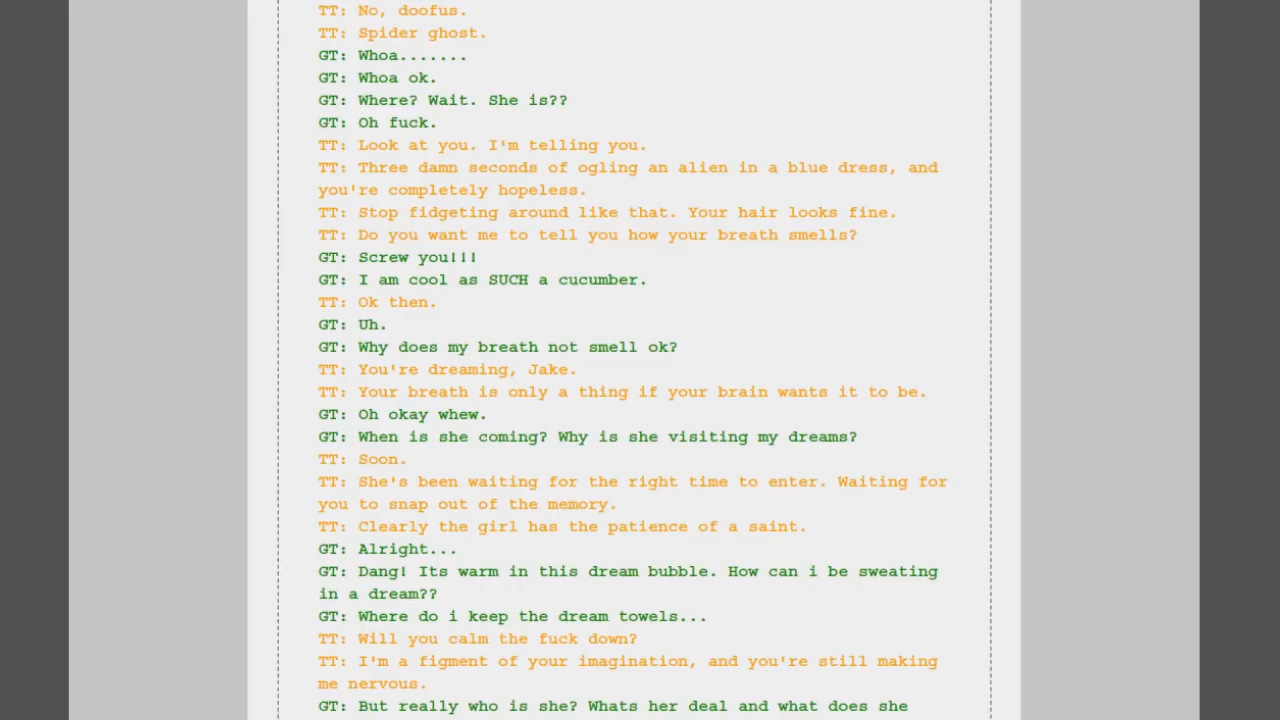 TT: No, doofus.
TT: Spider ghost.
GT: Whoa.......
GT: Whoa ok.
GT: Where? Wait. She is??
GT: Oh fuck.
TT: Look at you. I'm telling you.
TT: Three damn seconds of ogling an alien in a blue dress, and
you're completely hopeless.
TT: Stop fidgeting around like that. Your hair looks fine.
TT: Do you want me to tell you how your breath smells?
GT: Screw you!!!
GT: I am cool as SUCH a cucumber.
TT: Ok then.
GT: Uh.
GT: Why does my breath not smell ok?
TT: You're dreaming, Jake.
TT: Your breath is only a thing if your brain wants it to be.
GT: Oh okay whew.
GT: When is she coming? Why is she visiting my dreams?
TT: Soon.
TT: She's been waiting for the right time to enter. Waiting for
you to snap out of the memory.
TT: Clearly the girl has the patience of a saint.
GT: Alright...
GT: Dang! Its warm in this dream bubble. How can i be sweating
in a dream??
GT: Where do i keep the dream towels...
TT: Will you calm the fuck down?
TT: I'm a figment of your imagination, and you're still making
me nervous.
GT: But really who is she? Whats her deal and what does she